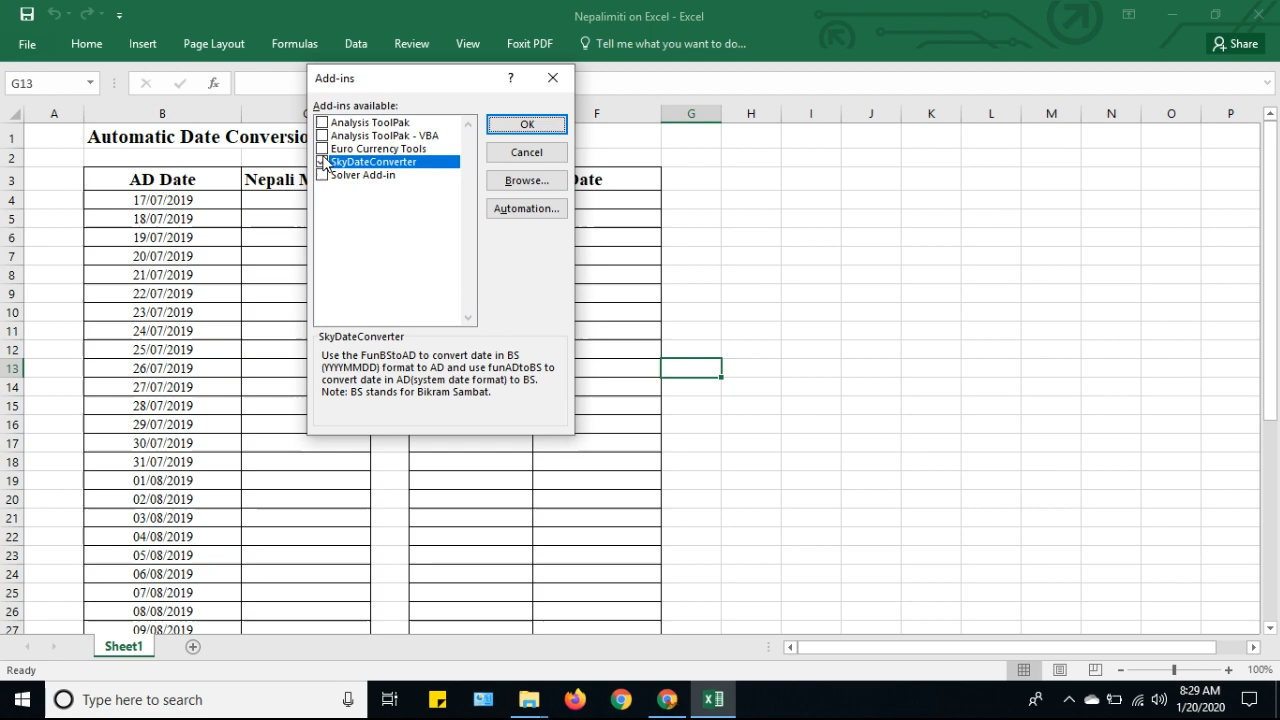 Nepalimiti on Excel - Excel
File Home Insert Page Layout Formulas Data Review View Foxit PDF Tell me what you want to do... Share
G13 fx
Add-ins ?
Add-ins available:
Analysis ToolPak
Analysis ToolPak - VBA
Euro Currency Tools
SkyDateConverter
Solver Add-in
OK
Cancel
Browse...
Automation...
SkyDateConverter
Use the FunBStoAD to convert date in BS
(YYYYMMDD) format to AD and use funADtoBS to
convert date in AD(system date format) to BS.
Note: BS stands for Bikram Sambat.
A B C F G H I J K L M N O P
1 Automatic Date Conversio
2
3 AD Date Nepali M Date
4 17/07/2019
5 18/07/2019
6 19/07/2019
7 20/07/2019
8 21/07/2019
9 22/07/2019
10 23/07/2019
11 24/07/2019
12 25/07/2019
13 26/07/2019
14 27/07/2019
15 28/07/2019
16 29/07/2019
17 30/07/2019
18 31/07/2019
19 01/08/2019
20 02/08/2019
21 03/08/2019
22 04/08/2019
23 05/08/2019
24 06/08/2019
25 07/08/2019
26 08/08/2019
27 09/08/2019
Sheet1
Ready 100%
Type here to search
8:29 AM
1/20/2020